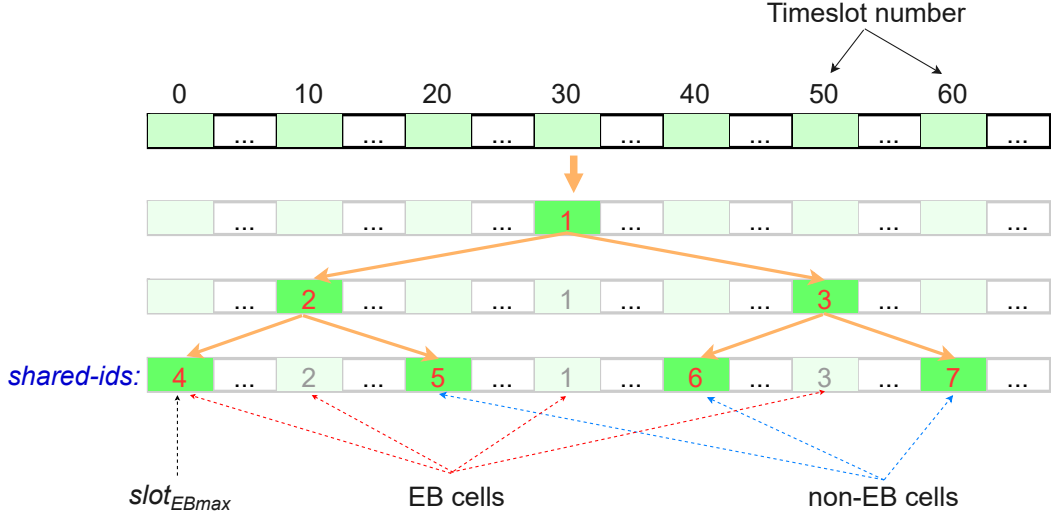 Timeslot number
0 10 20 30 40 50 60
... ... ... ... ... ... ...
... ... ... 1 ... ... ... ...
... 2 ... ... 1 ... ... 3 ... ...
shared-ids: 4 ... 2 ... 5 ... 1 ... 6 ... 3 ... 7 ...
slotEBmax EB cells non-EB cells